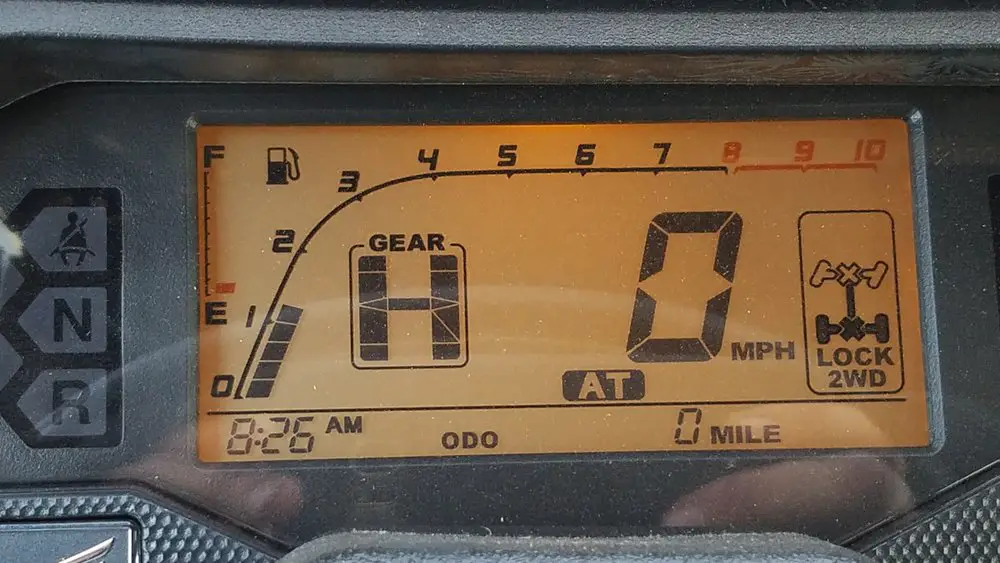 F
4 5 6 7 8 9 10
3
2
GEAR
H
0
MPH
E
1
N
LOCK
2WD
0
AT
R
8:26 AM
ODO
0 MILE